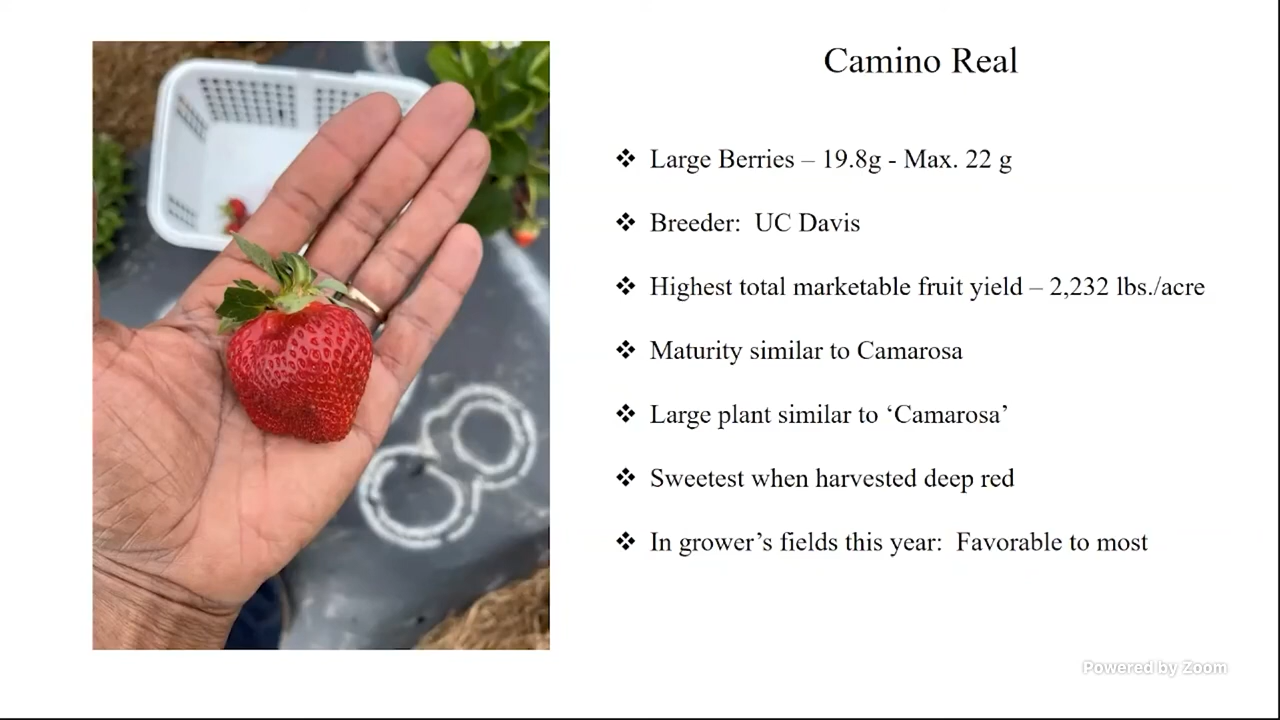 Camino Real
❖ Large Berries – 19.8g - Max. 22 g
❖ Breeder:  UC Davis
❖ Highest total marketable fruit yield – 2,232 lbs./acre
❖ Maturity similar to Camarosa
❖ Large plant similar to ‘Camarosa’
❖ Sweetest when harvested deep red
❖ In grower’s fields this year:  Favorable to most
8
Powered by Zoom